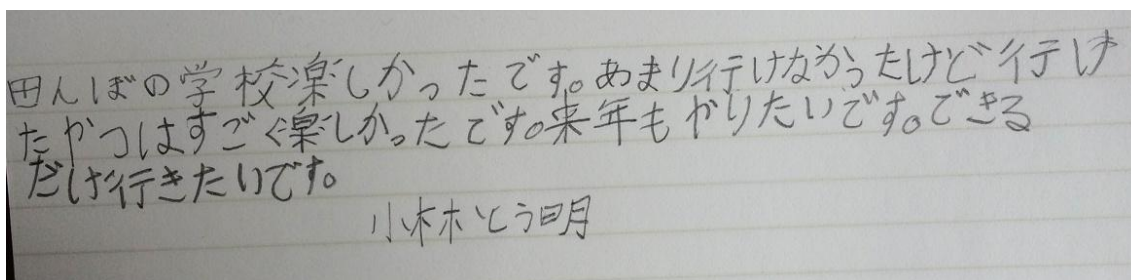 田んぼの学校楽しかったです。あまり行けなかったけど行け
たやつはすごく楽しかったです。来年もやりたいです。できる
だけ行きたいです。
小林とう明